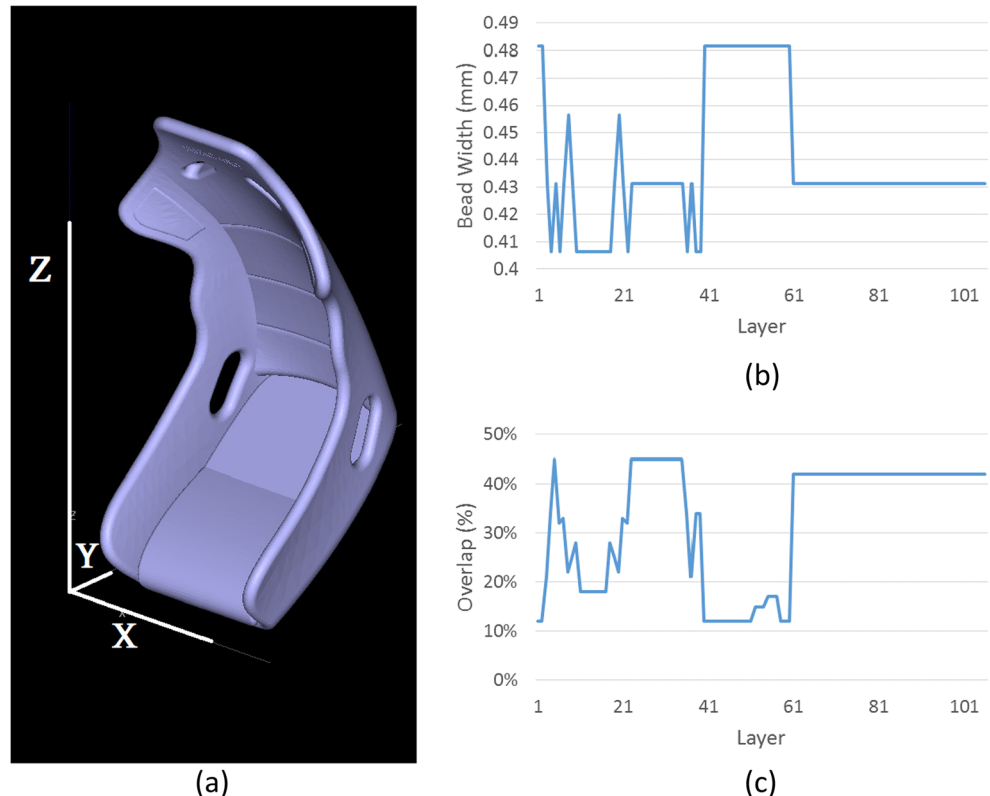 Z
Y
X
z
x
(a)
0.49
0.48
0.47
0.46
0.45
0.44
0.43
0.42
0.41
0.4
Bead Width (mm)
1 21 41 61 81 101
Layer
(b)
50%
40%
30%
20%
10%
0%
Overlap (%)
1 21 41 61 81 101
Layer
(c)